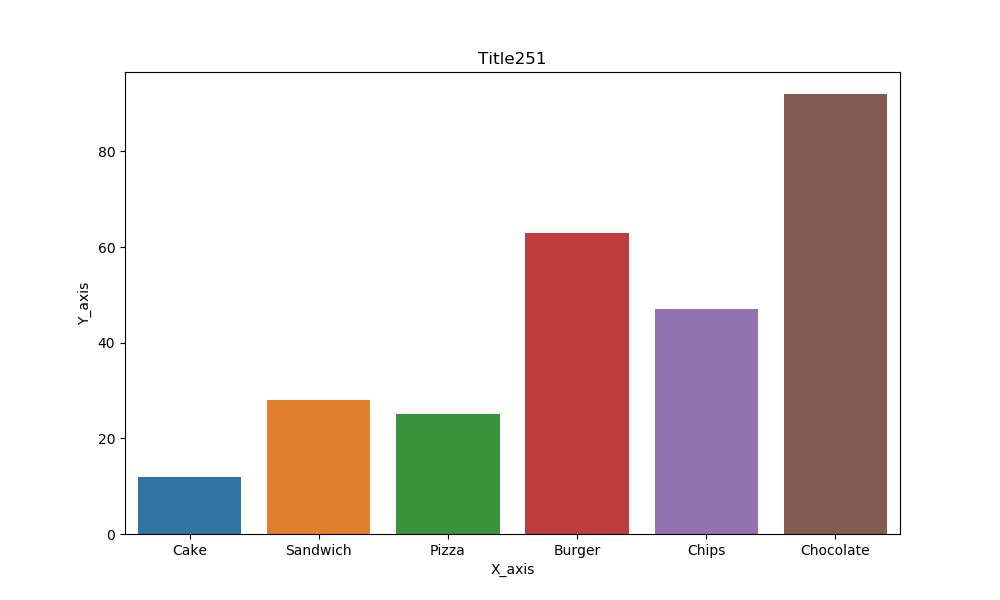 Title251
80
60
40
20
0
Y_axis
Cake Sandwich Pizza Burger Chips Chocolate
X_axis